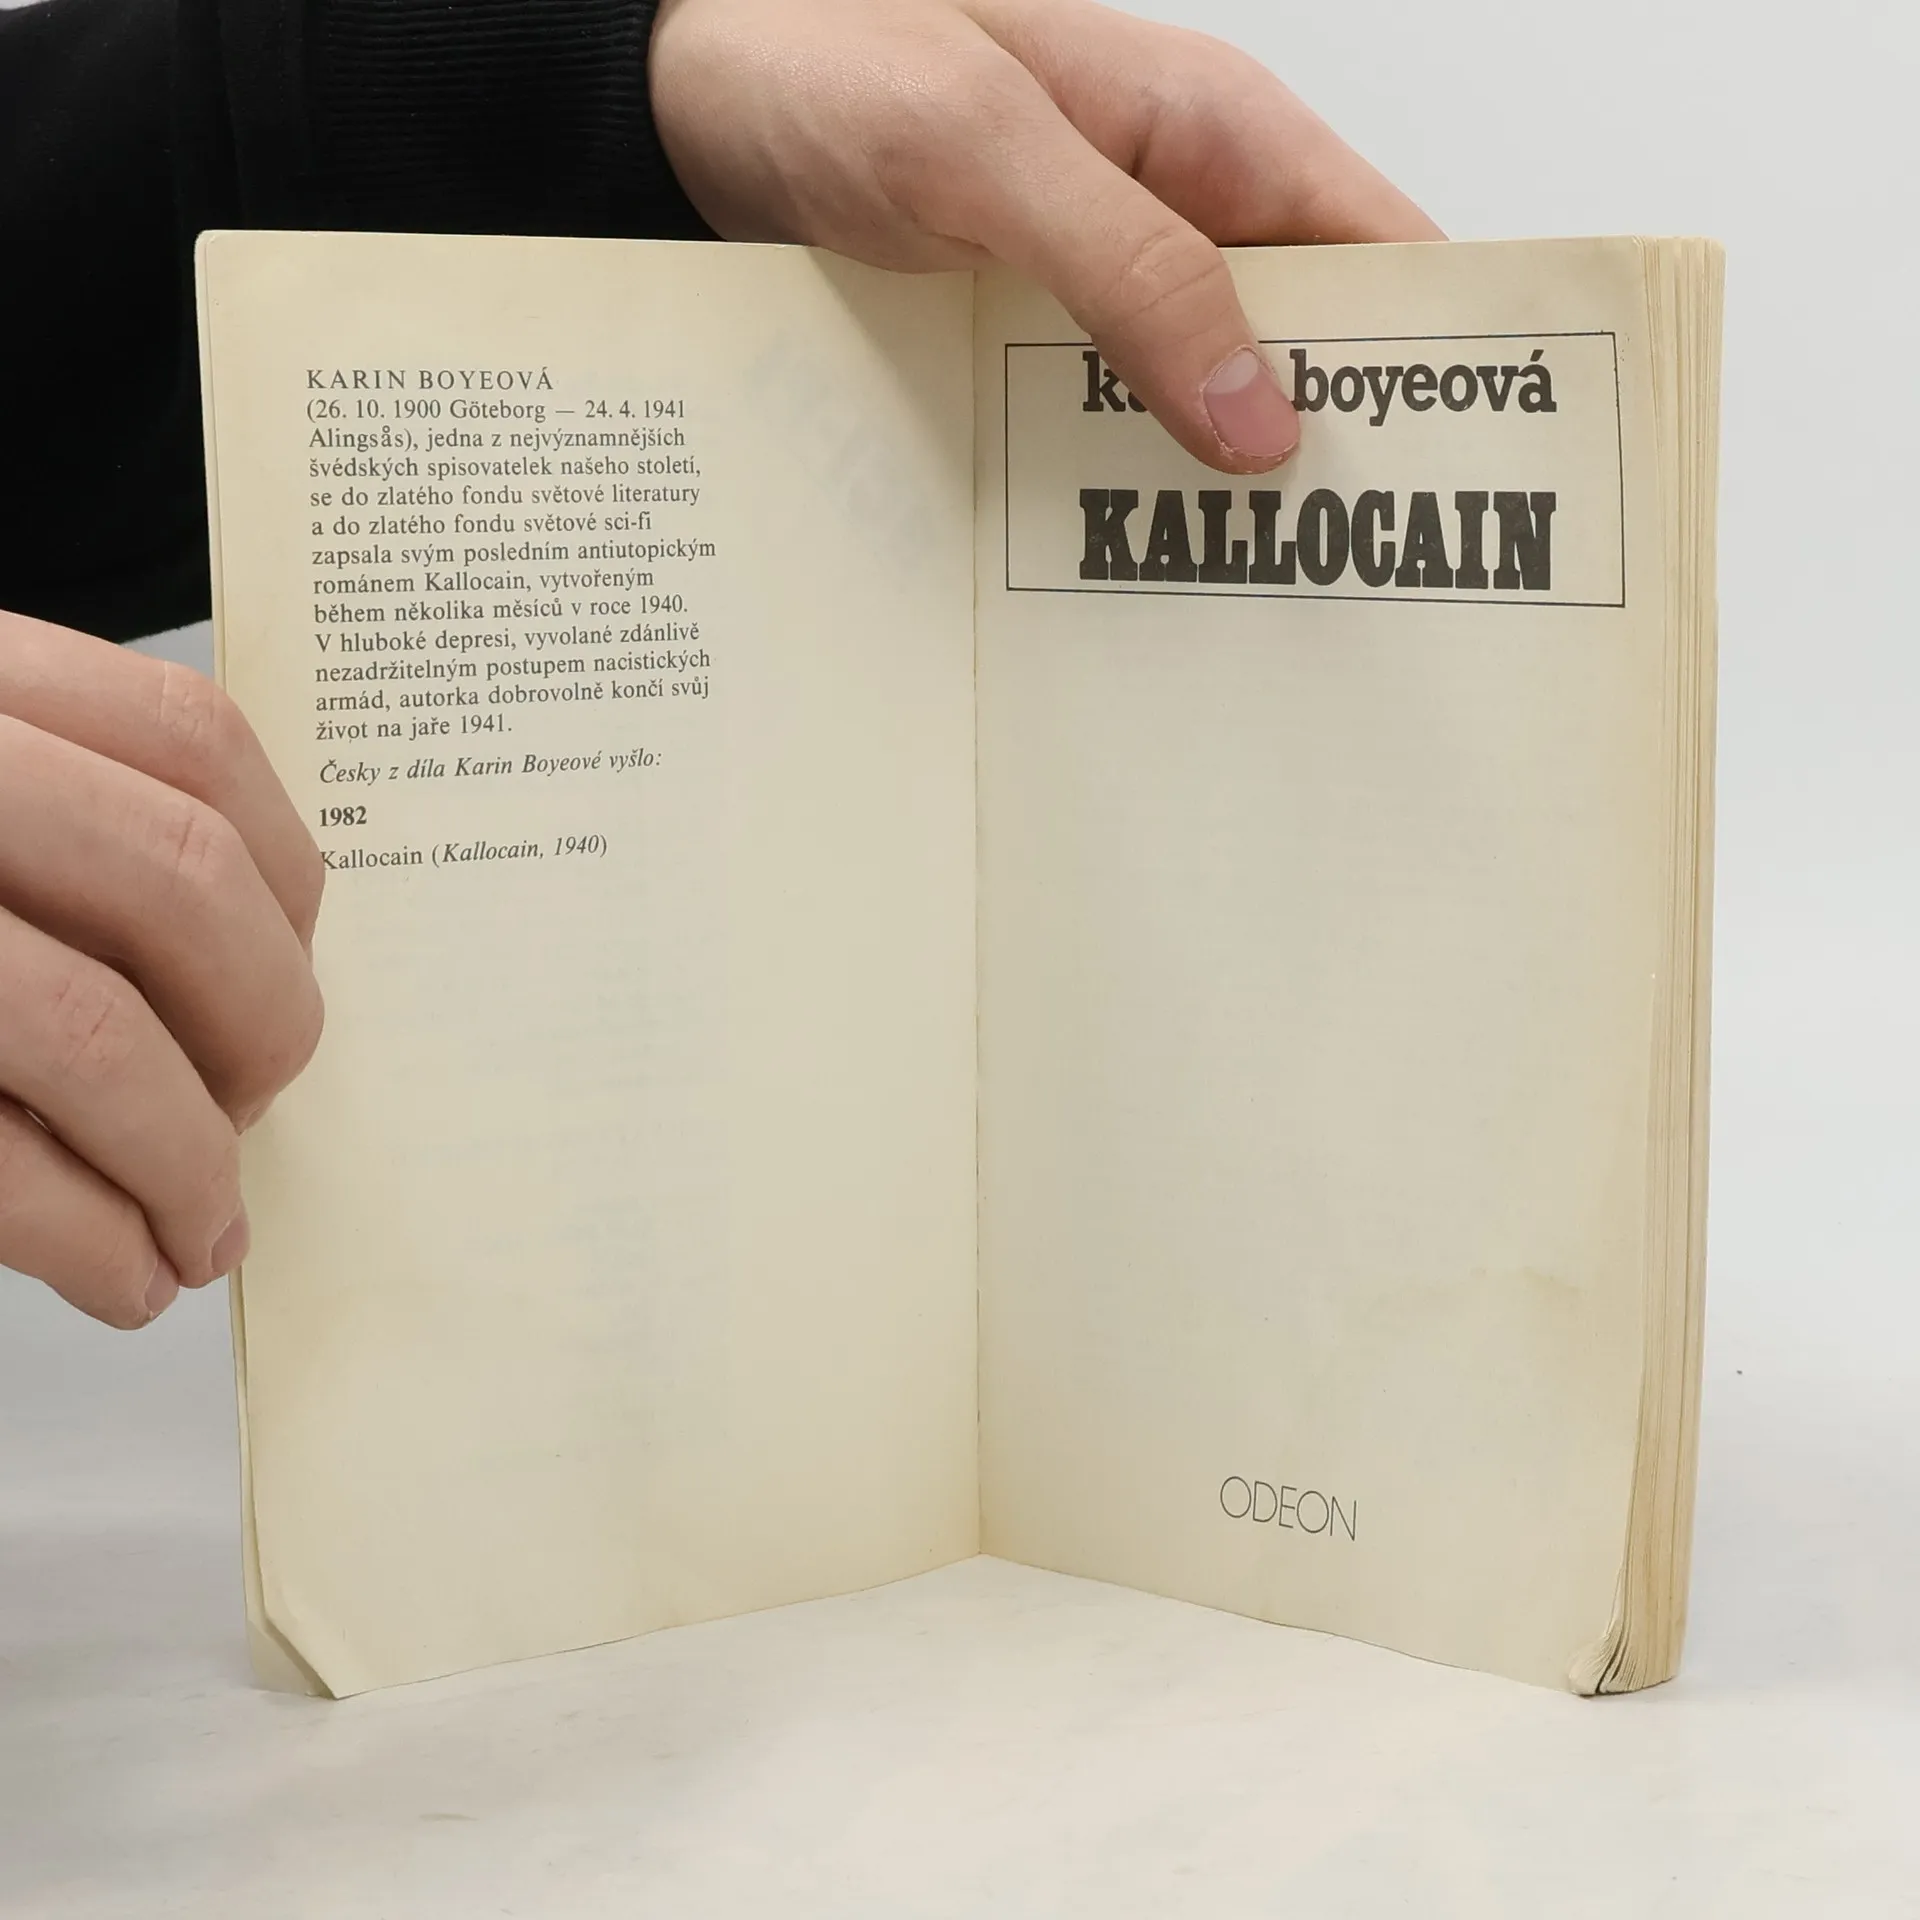 KARIN BOYEOVÁ
(26. 10. 1900 Göteborg — 24. 4. 1941
Alingsås), jedna z nejvýznamnějších
švédských spisovatelek našeho století,
se do zlatého fondu světové literatury
a do zlatého fondu světové sci-fi
zapsala svým posledním antiutopickým
románem Kallocain, vytvořeným
během několika měsíců v roce 1940.
V hluboké depresi, vyvolané zdánlivě
nezadržitelným postupem nacistických
armád, autorka dobrovolně končí svůj
život na jaře 1941.
Česky z díla Karin Boyeové vyšlo:
1982
Kallocain (Kallocain, 1940)
boyeová
KALLOCAIN
ODEON